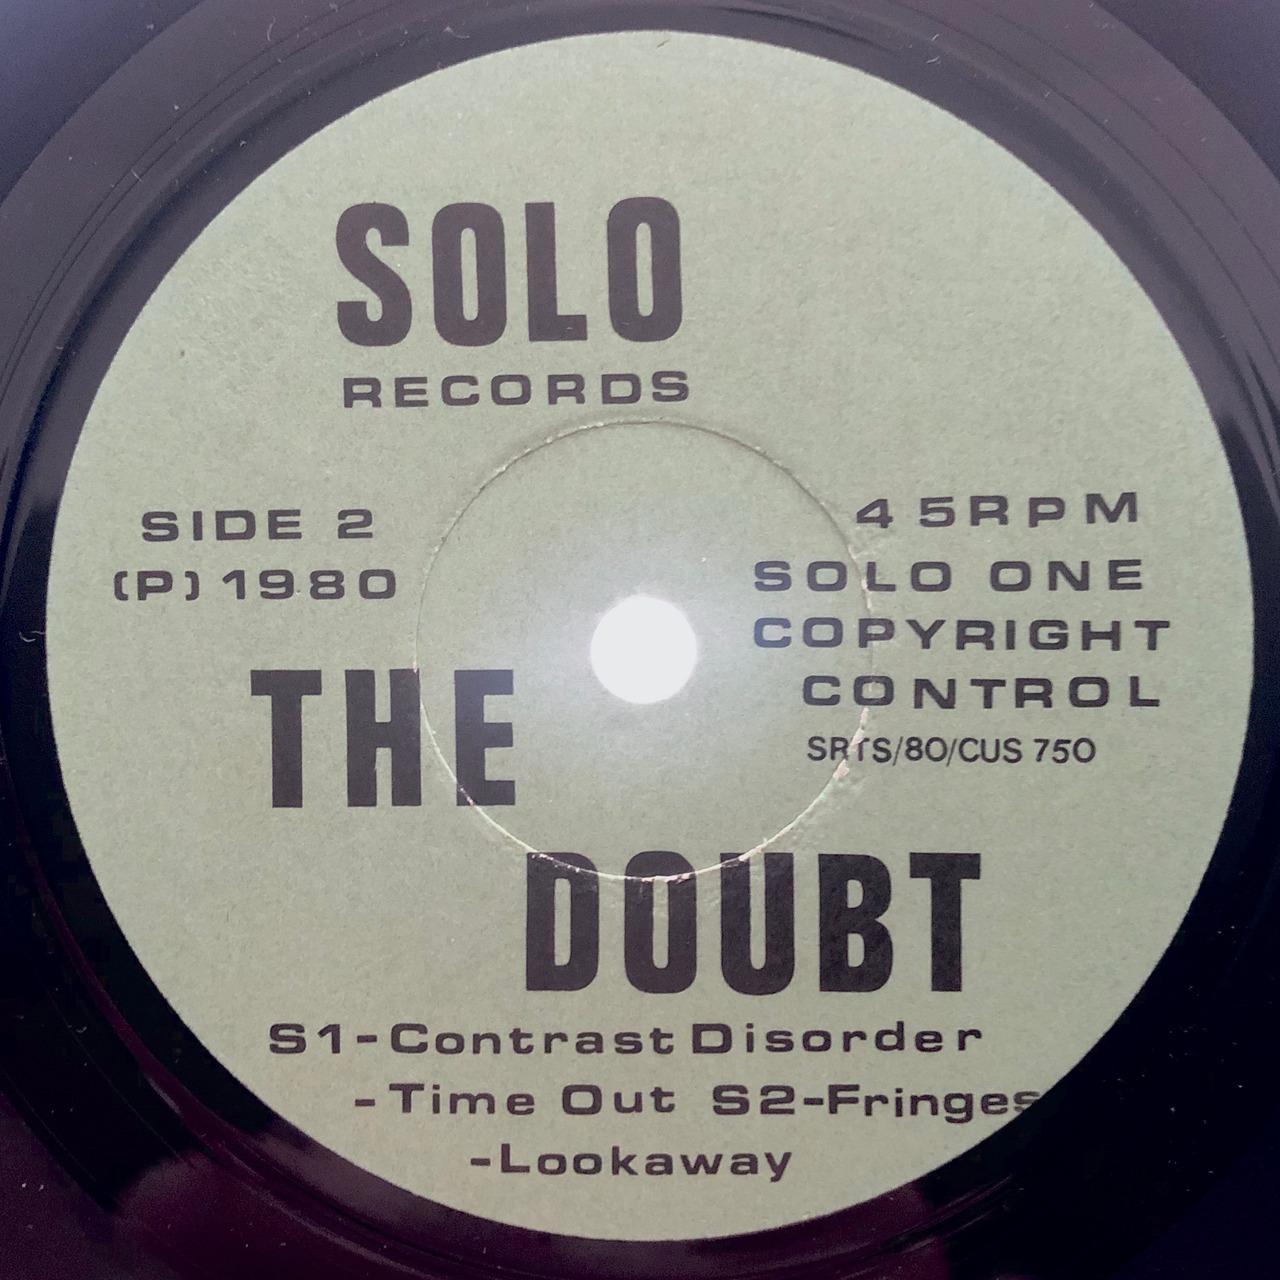 SOLO
RECORDS
SIDE 2
(P) 1980
45RPM
SOLO ONE
COPYRIGHT
CONTROL
SRTS/80/CUS 750
THE
DOUBT
S1-Contrast Disorder
-Time Out S2-Fringes
-Lookaway